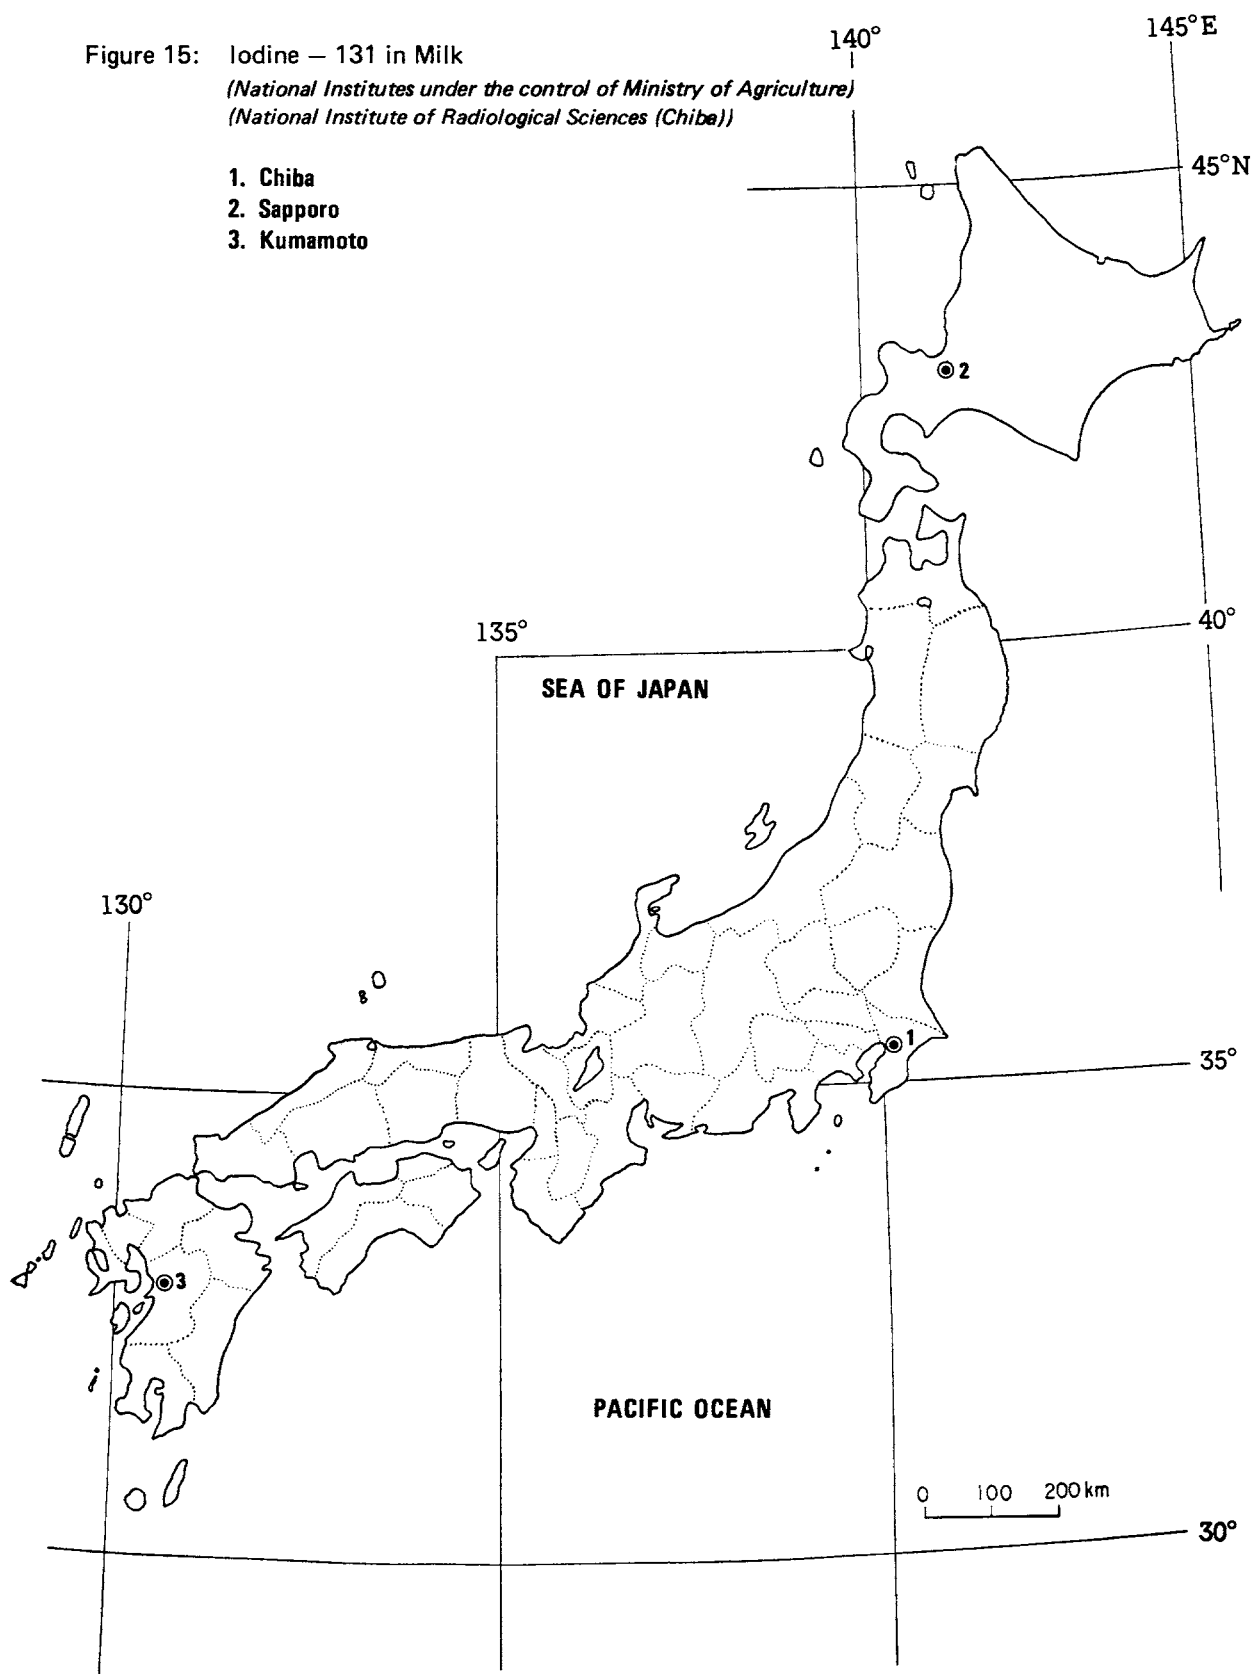 Figure 15: Iodine – 131 in Milk
(National Institutes under the control of Ministry of Agriculture)
(National Institute of Radiological Sciences (Chiba))
1. Chiba
2. Sapporo
3. Kumamoto
140°
145°E
45°N
2
40°
135°
SEA OF JAPAN
130°
1
35°
3
PACIFIC OCEAN
0 100 200 km
30°